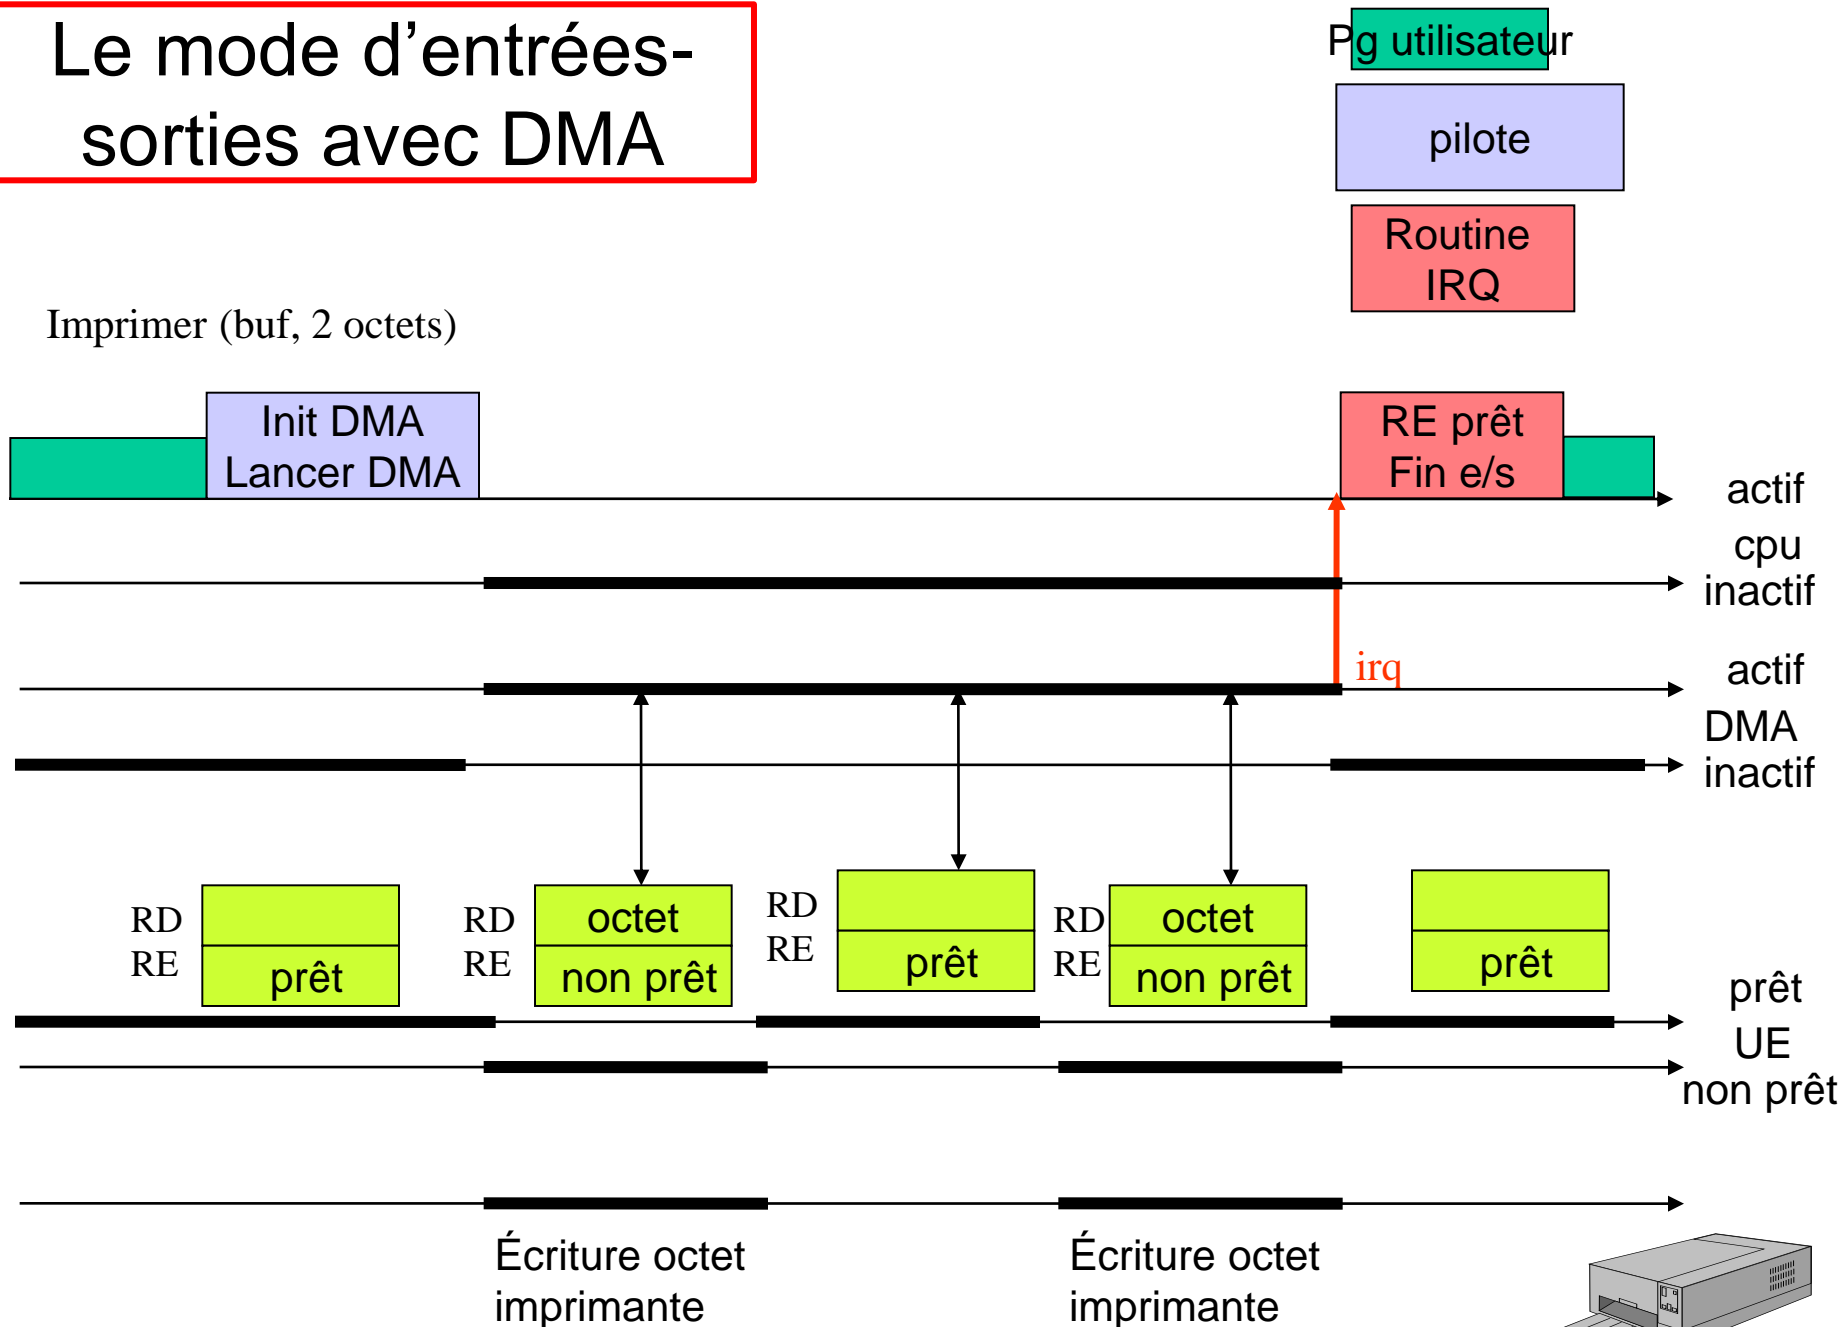 Le mode d’entrées-
sorties avec DMA
Pg utilisateur
pilote
Routine
IRQ
Imprimer (buf, 2 octets)
Init DMA
Lancer DMA
RE prêt
Fin e/s
actif
cpu
inactif
irq
actif
DMA
inactif
RD
RE
prêt
RD
RE
octet
non prêt
RD
RE
prêt
RD
RE
octet
non prêt
prêt
prêt
UE
non prêt
Écriture octet
imprimante
Écriture octet
imprimante